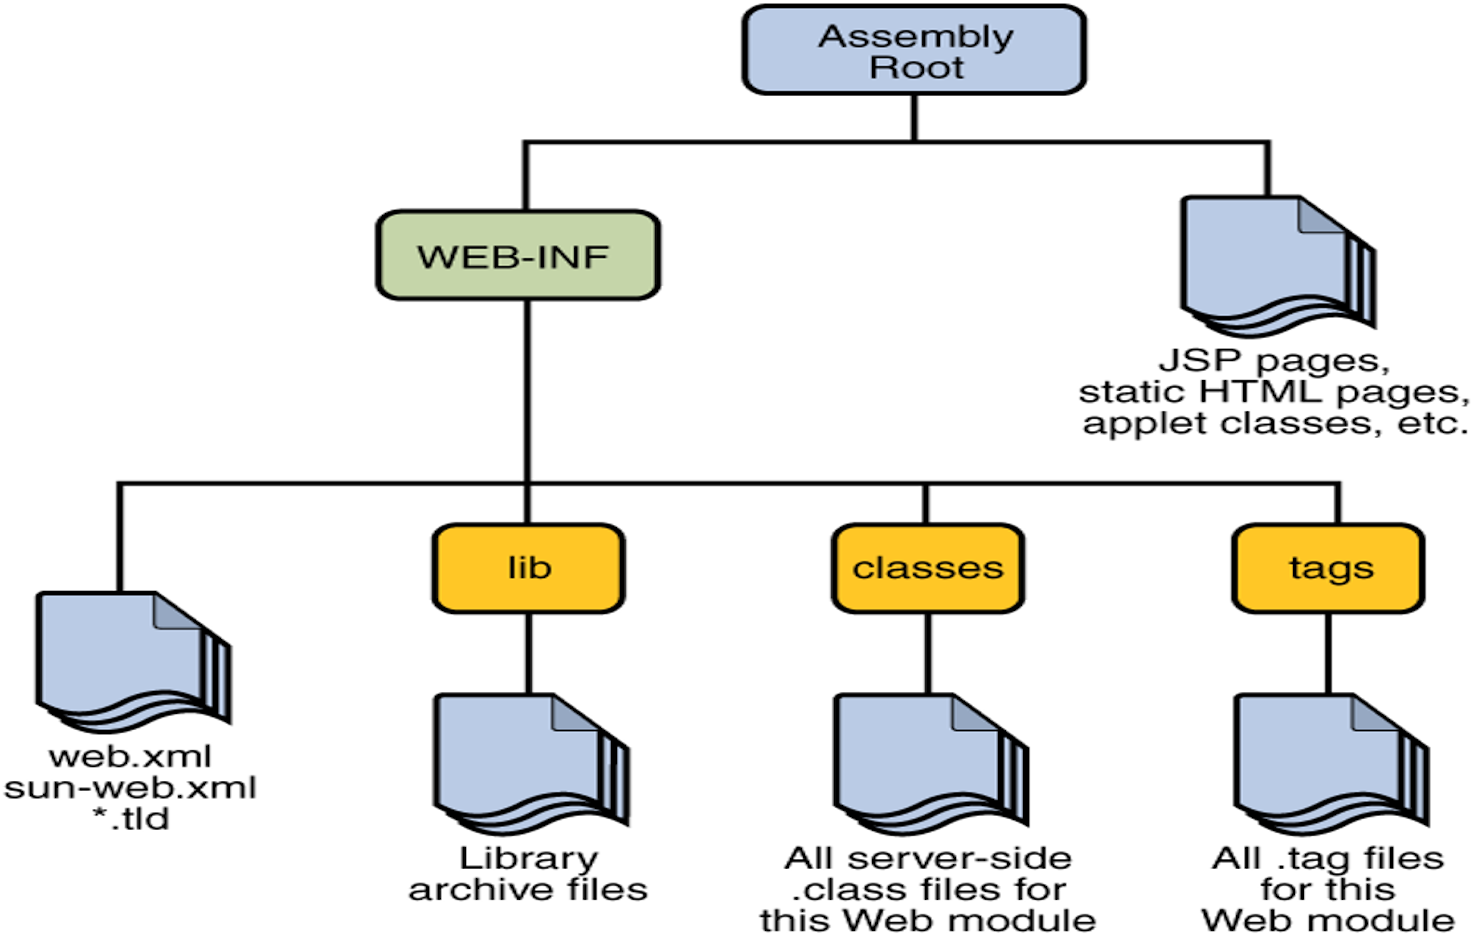 Assembly
Root
WEB-INF
JSP pages,
static HTML pages,
applet classes, etc.
lib
classes
tags
web.xml
sun-web.xml
*.tld
Library
archive files
All server-side
.class files for
this Web module
All .tag files
for this
Web module